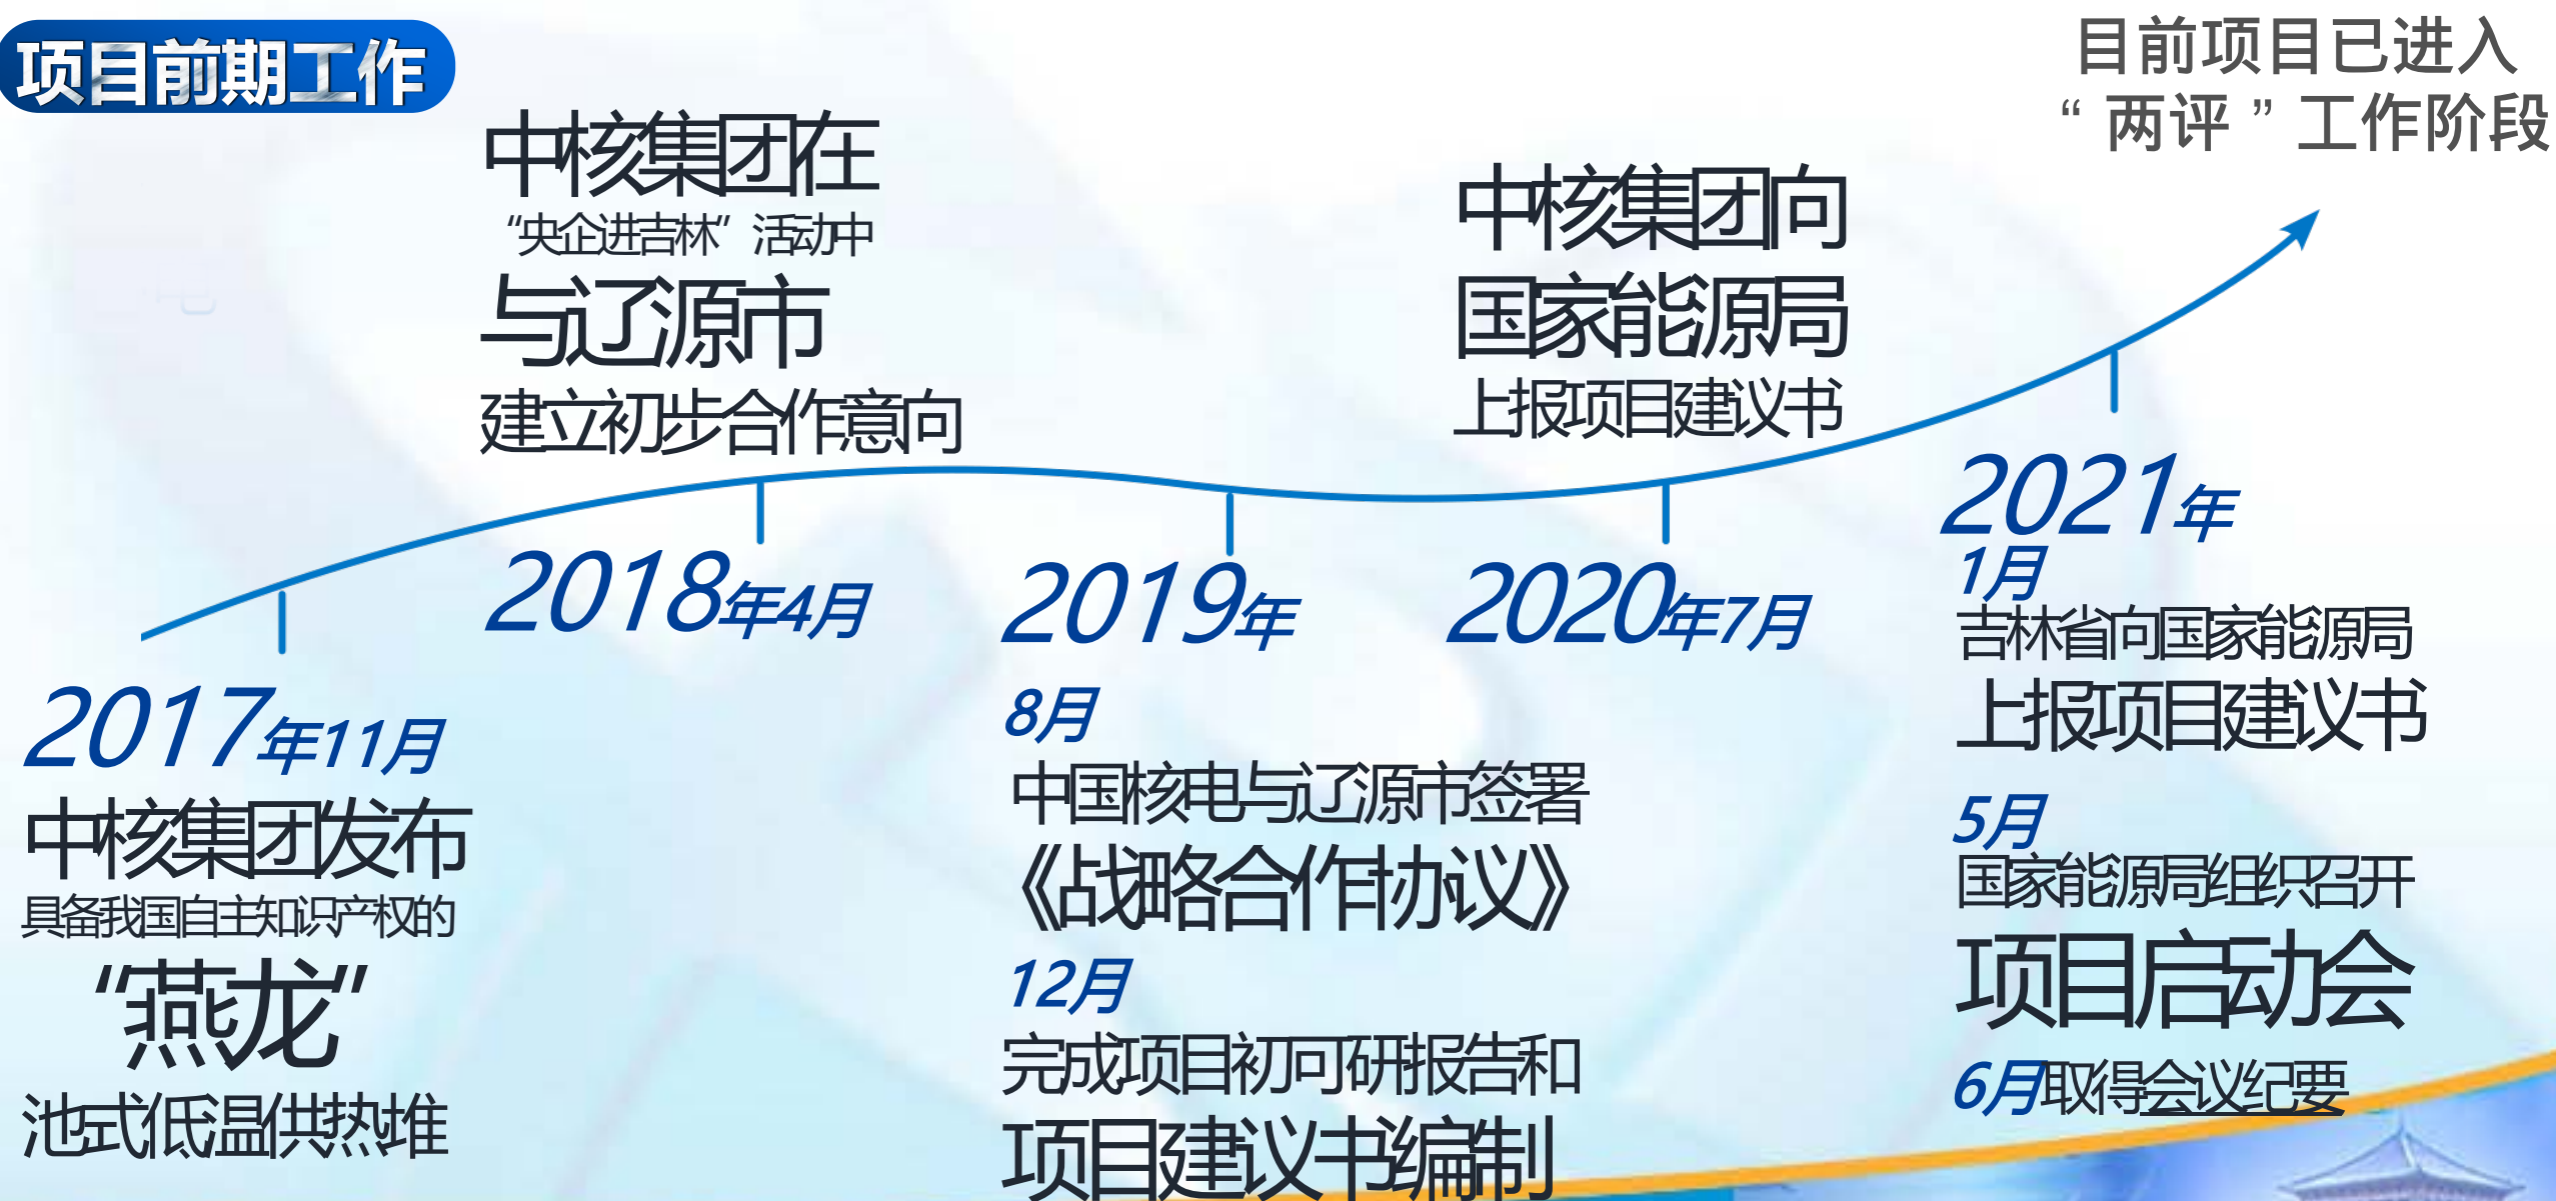 项目前期工作
目前项目已进入
“两评”工作阶段
2017年11月
中核集团发布
具备我国自主知识产权的
“燕龙”
池式低温供热堆
中核集团在
“央企进吉林”活动中
与辽源市
建立初步合作意向
2018年4月
2019年
8月
中国核电与辽源市签署
《战略合作协议》
12月
完成项目初可研报告和
项目建议书编制
中核集团向
国家能源局
上报项目建议书
2020年7月
2021年
1月
吉林省向国家能源局
上报项目建议书
5月
国家能源局组织召开
项目启动会
6月取得会议纪要